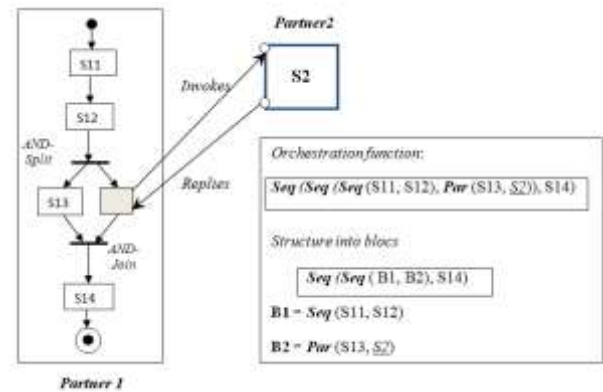 Partner2
S11
S2
Invokes
S12
AND-
Split
Orchestration function:
Replies
Seq (Seq (Seq (S11, S12), Par (S13, S2)), S14)
S13
Structure into blocs
AND-
Join
Seq (Seq ( B1, B2), S14)
S14
B1 = Seq (S11, S12)
B2 = Par (S13, S2)
Partner 1